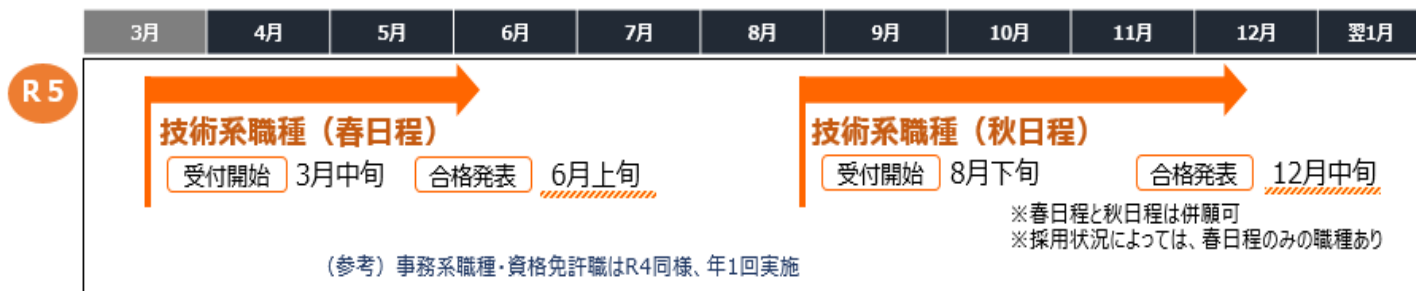 3月 4月 5月 6月 7月 8月 9月 10月 11月 12月 翌1月
R5
技術系職種（春日程） 技術系職種（秋日程）
受付開始 3月中旬 合格発表 6月上旬 受付開始 8月下旬 合格発表 12月中旬
※春日程と秋日程は併願可
※採用状況によっては、春日程のみの職種あり
（参考）事務系職種・資格免許職はR4同様、年1回実施